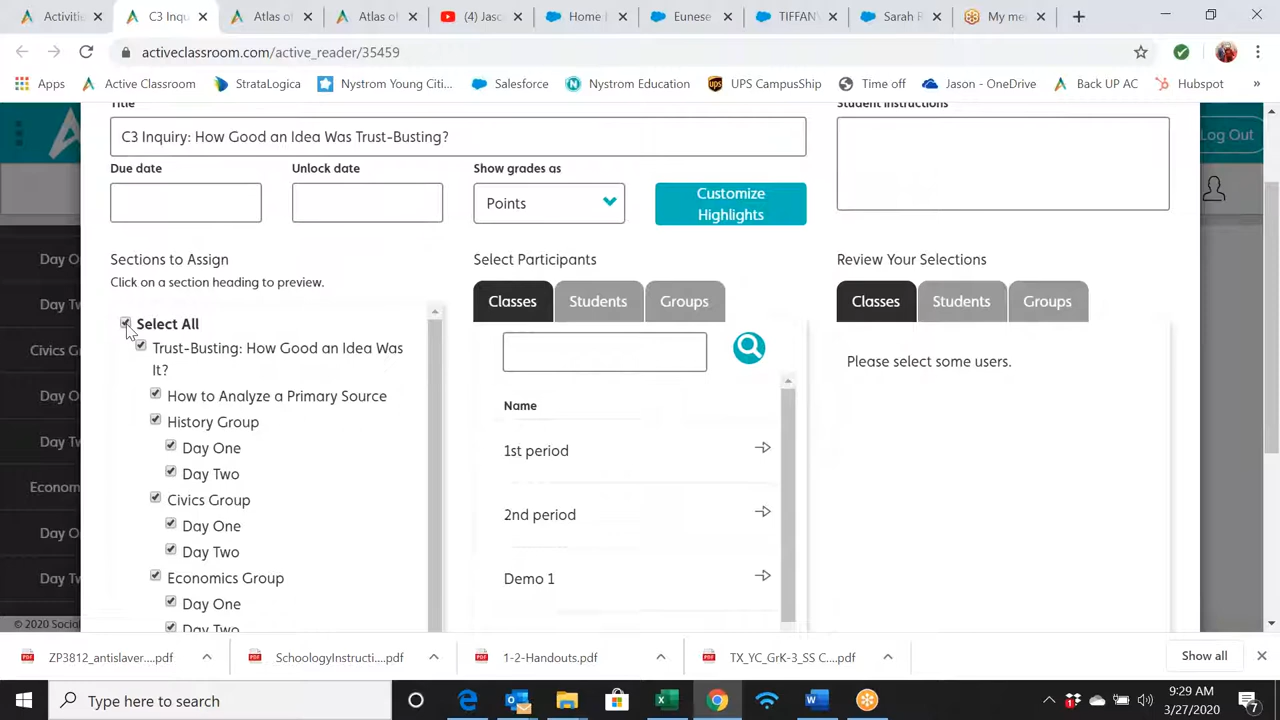 Activitie
C3 Inqu
Atlas of
Atlas of
(4) Jaso
Home |
Eunese
TIFFANY
Sarah R
My me
activeclassroom.com/active_reader/35459
Apps
Active Classroom
StrataLogica
Nystrom Young Citi...
Salesforce
Nystrom Education
UPS CampusShip
Time off
Jason - OneDrive
Back UP AC
Hubspot
»
Title
Student Instructions
C3 Inquiry: How Good an Idea Was Trust-Busting?
Log Out
Due date
Unlock date
Show grades as
Points
Customize
Highlights
Sections to Assign
Select Participants
Review Your Selections
Click on a section heading to preview.
Classes
Students
Groups
Classes
Students
Groups
Select All
Trust-Busting: How Good an Idea Was
It?
Please select some users.
How to Analyze a Primary Source
Name
History Group
Day One
1st period
Day Two
Civics Group
2nd period
Day One
Day Two
Economics Group
Demo 1
Day One
Day Two
Day O
Day Tw
Civics G
Day O
Day Tw
Econom
Day O
Day Tw
© 2020 Social
ZP3812_antislaver....pdf
SchoologyInstructi....pdf
1-2-Handouts.pdf
TX_YC_GrK-3_SS C....pdf
Show all
Type here to search
9:29 AM
3/27/2020
7